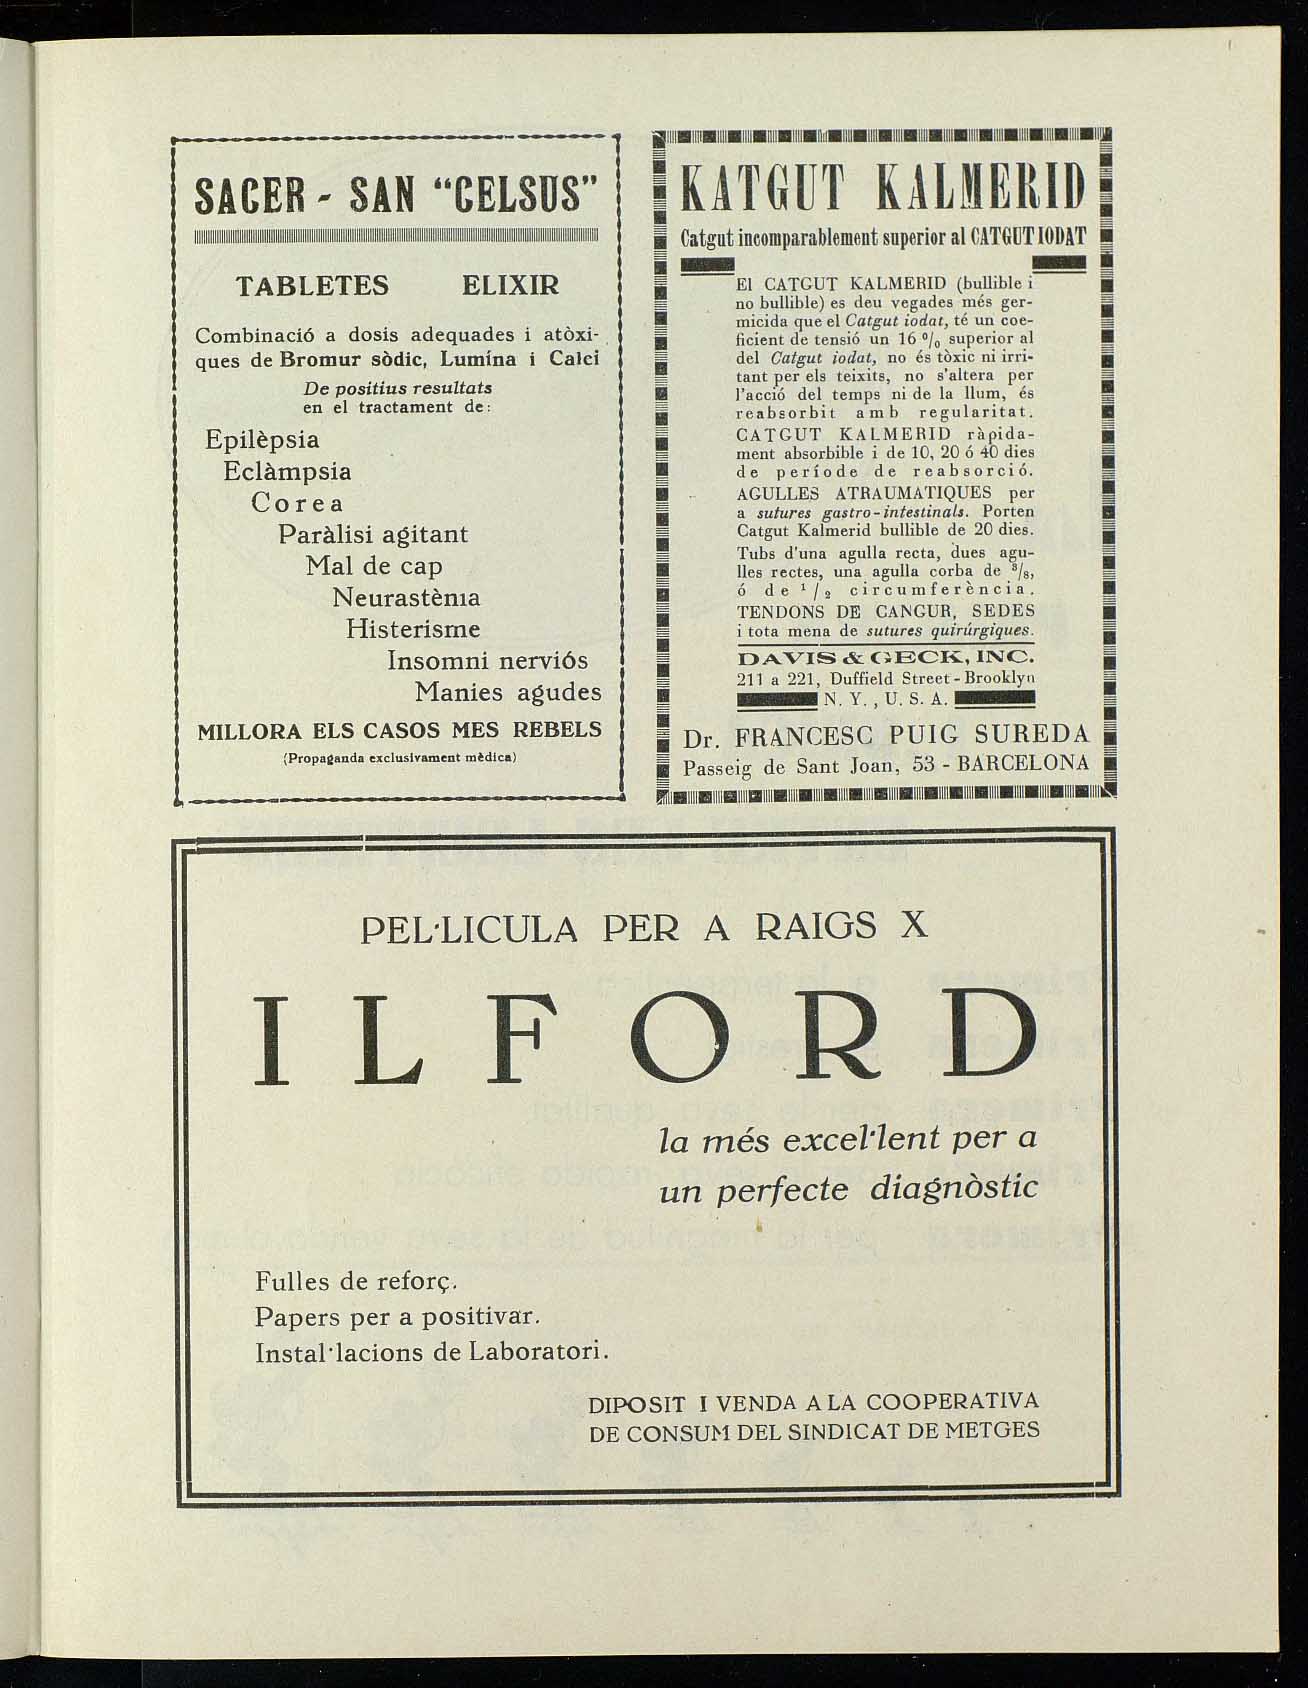 SACER - SAN "CELSUS"
TABLETES ELIXIR
Combinació a dosis adequades i atòxi-
ques de Bromur sòdic, Lumína i Calci
De positius resultats
en el tractament de:
Epilèpsia
Eclàmpsia
Corea
Paràlisi agitant
Mal de cap
Neurastènia
Histerisme
Insomni nerviós
Manies agudes
MILLORA ELS CASOS MES REBELS
(Propaganda exclusivament mèdica)
KATGUT KALMERID
Catgut incomparablement superior al CATGUT IODAT
El CATGUT KALMERID (bullible i
no bullible) es deu vegades més ger-
micida que el Catgut iodat, té un coe-
ficient de tensió un 16 % superior al
del Catgut iodat, no és tòxic ni irri-
tant per els teixits, no s'altera per
l'acció del temps ni de la llum, és
reabsorbit amb regularitat.
CATGUT KALMERID ràpida-
ment absorbible i de 10, 20 ó 40 dies
de període de reabsorció.
AGULLES ATRAUMATIQUES per
a sutures gastro-intestinals. Porten
Catgut Kalmerid bullible de 20 dies.
Tubs d'una agulla recta, dues agu-
lles rectes, una agulla corba de 3/8,
ó de 1/2 circumferència.
TENDONS DE CANGUR, SEDES
i tota mena de sutures quirúrgiques.
DAVIS & GECK, INC.
211 a 221, Duffield Street - Brooklyn
N. Y., U. S. A.
Dr. FRANCESC PUIG SUREDA
Passeig de Sant Joan, 53 - BARCELONA
PEL·LICULA PER A RAIGS X
ILFORD
la més excel·lent per a
un perfecte diagnòstic
Fulles de reforç.
Papers per a positivar.
Instal·lacions de Laboratori.
DIPOSIT I VENDA A LA COOPERATIVA
DE CONSUM DEL SINDICAT DE METGES